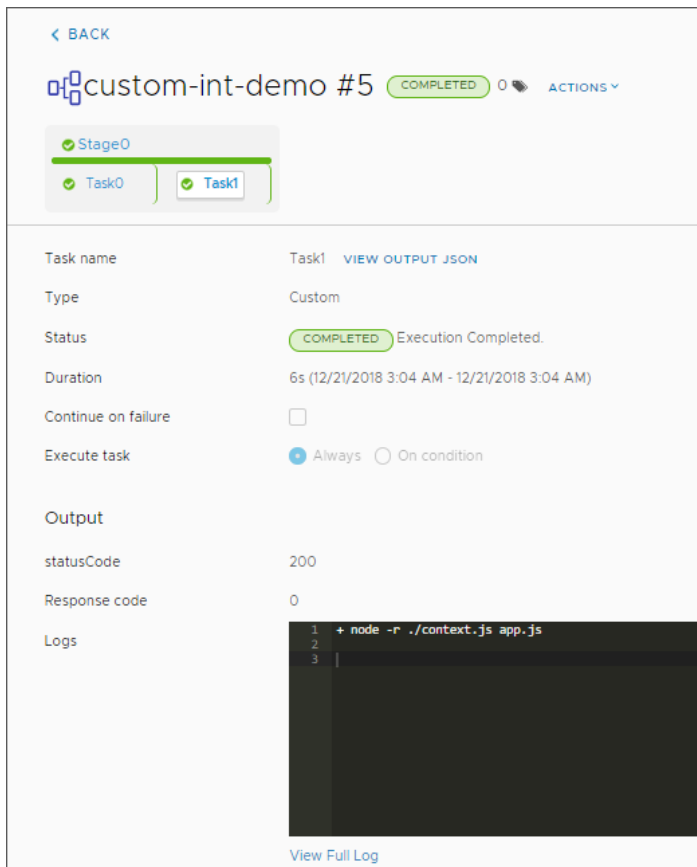 < BACK
custom-int-demo #5 COMPLETED 0 ACTIONS
Stage0
Task0 Task1
Task name Task1 VIEW OUTPUT JSON
Type Custom
Status COMPLETED Execution Completed.
Duration 6s (12/21/2018 3:04 AM - 12/21/2018 3:04 AM)
Continue on failure
Execute task Always On condition
Output
statusCode 200
Response code 0
Logs
1 + node -r ./context.js app.js
2
3
View Full Log